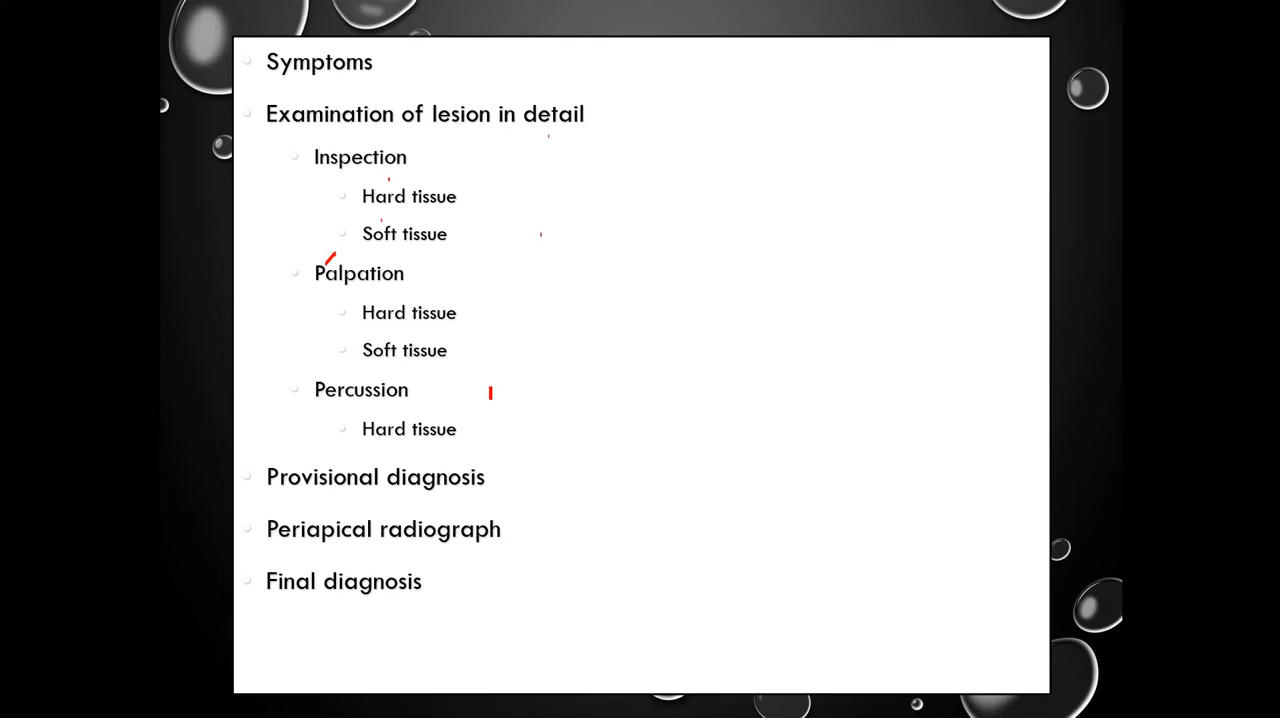 Symptoms
Examination of lesion in detail
Inspection
Hard tissue
Soft tissue
Palpation
Hard tissue
Soft tissue
Percussion
Hard tissue
Provisional diagnosis
Periapical radiograph
Final diagnosis